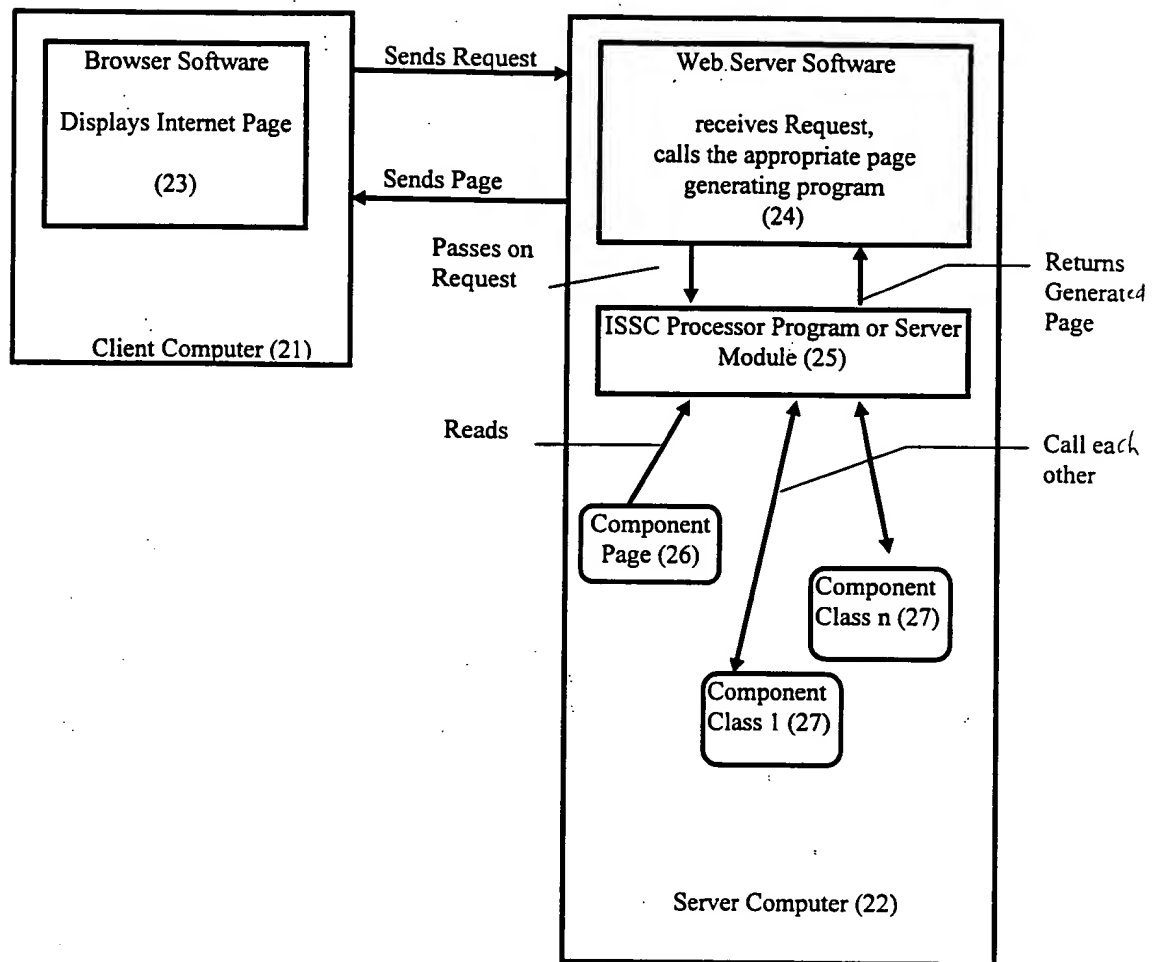 Browser Software
Displays Internet Page
(23)
Client Computer (21)
Sends Request
Sends Page
Web Server Software
receives Request,
calls the appropriate page
generating program
(24)
Passes on
Request
Returns
Generated
Page
ISSC Processor Program or Server
Module (25)
Reads
Call each
other
Component
Page (26)
Component
Class n (27)
Component
Class 1 (27)
Server Computer (22)